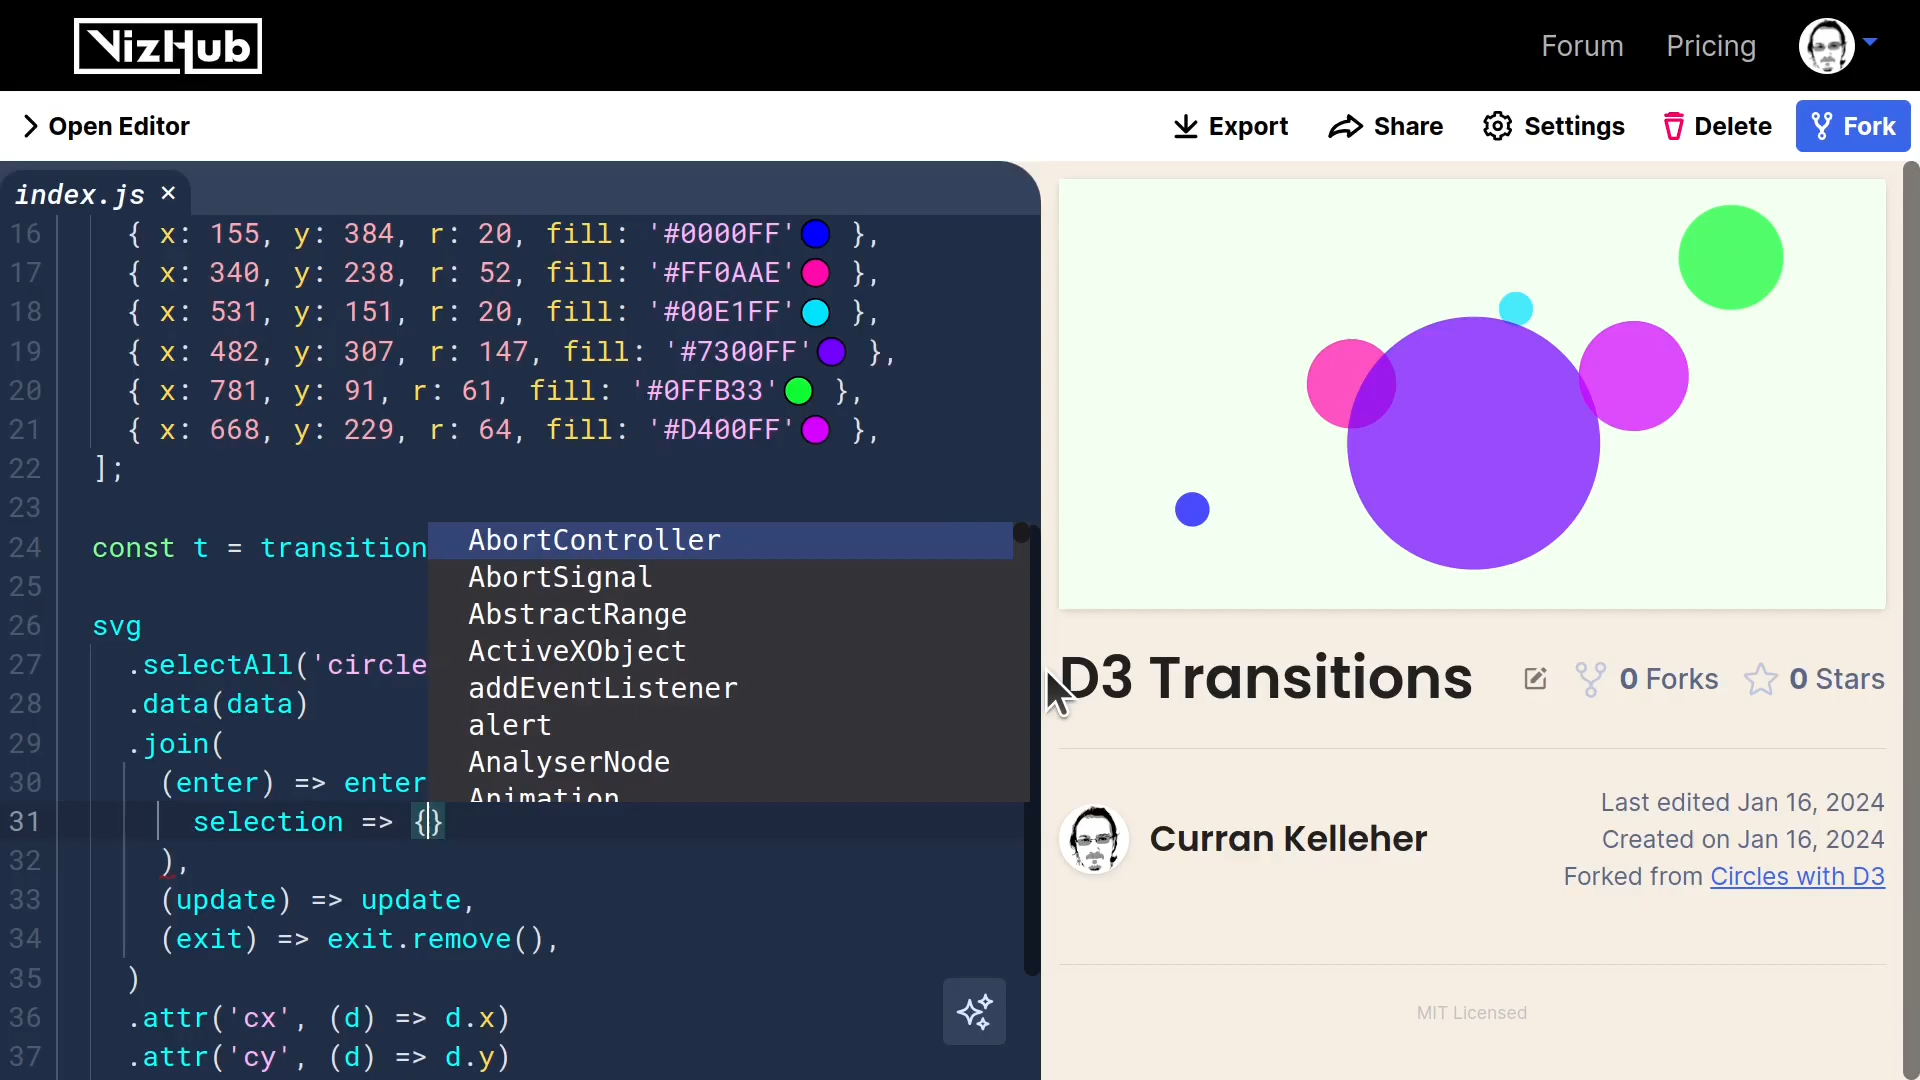 VizHub
Forum
Pricing
Open Editor
Export
Share
Settings
Delete
Fork
index.js ×
16 { x: 155, y: 384, r: 20, fill: '#0000FF' },
17 { x: 340, y: 238, r: 52, fill: '#FF0AAE' },
18 { x: 531, y: 151, r: 20, fill: '#00E1FF' },
19 { x: 482, y: 307, r: 147, fill: '#7300FF' },
20 { x: 781, y: 91, r: 61, fill: '#0FFB33' },
21 { x: 668, y: 229, r: 64, fill: '#D400FF' },
22 ];
23
24 const t = transition
25
26 svg
27 .selectAll('circle
28 .data(data)
29 .join(
30 (enter) => enter
31 selection => {}
32 ),
33 (update) => update,
34 (exit) => exit.remove(),
35 )
36 .attr('cx', (d) => d.x)
37 .attr('cy', (d) => d.y)
AbortController
AbortSignal
AbstractRange
ActiveXObject
addEventListener
alert
AnalyserNode
Animation
D3 Transitions
0 Forks
0 Stars
Curran Kelleher
Last edited Jan 16, 2024
Created on Jan 16, 2024
Forked from Circles with D3
MIT Licensed